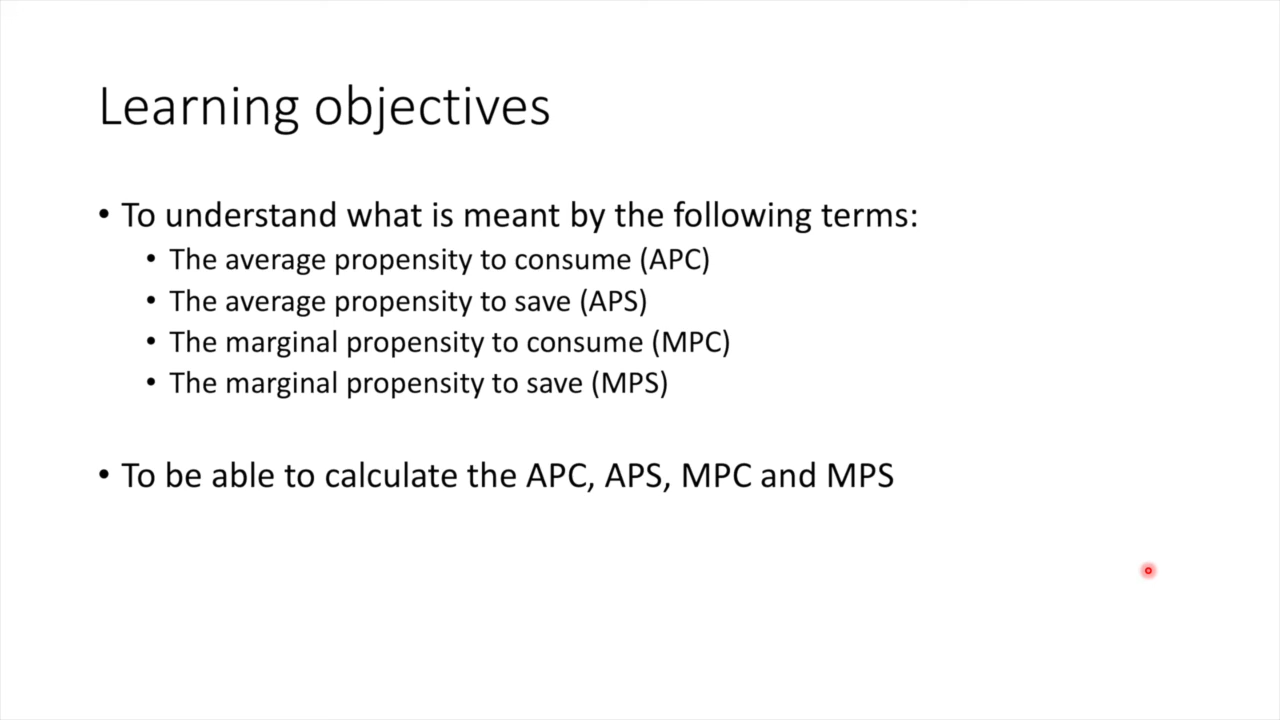 Learning objectives
• To understand what is meant by the following terms:
• The average propensity to consume (APC)
• The average propensity to save (APS)
• The marginal propensity to consume (MPC)
• The marginal propensity to save (MPS)
• To be able to calculate the APC, APS, MPC and MPS